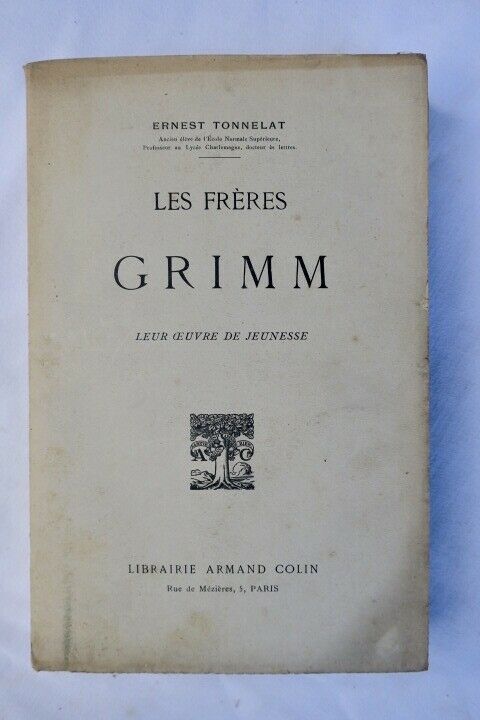 ERNEST TONNELAT
Ancien élève de l'École Normale Supérieure,
Professeur au Lycée Charlemagne, docteur ès lettres.
LES FRÈRES
GRIMM
LEUR ŒUVRE DE JEUNESSE
A C
LIBRAIRIE ARMAND COLIN
Rue de Mézières, 5, PARIS